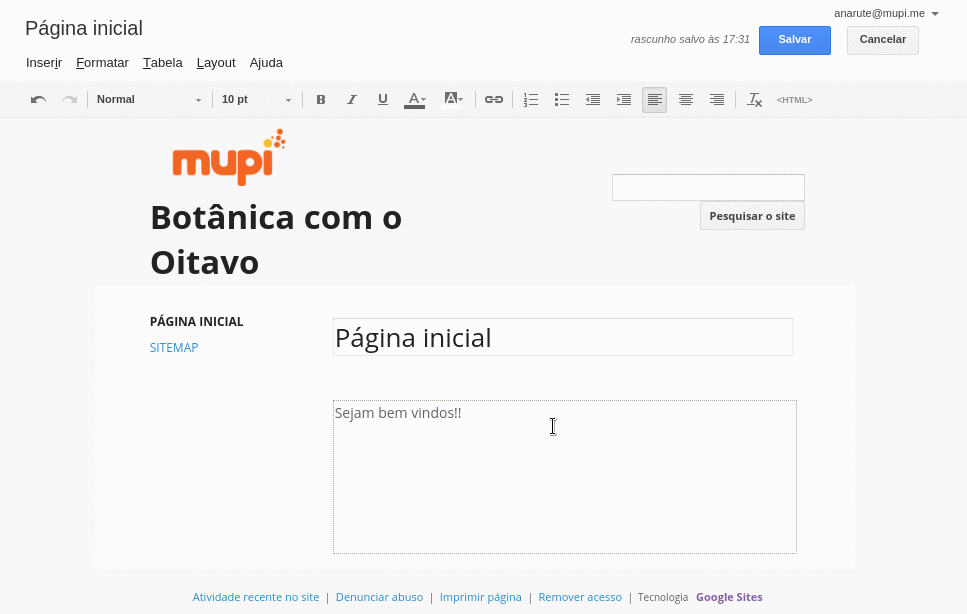 anarute@mupi.me
Página inicial
rascunho salvo às 17:31
Salvar
Cancelar
Inserir Formatar Tabela Layout Ajuda
Normal 10 pt B I U A A <HTML>
mupi
Botânica com o
Oitavo
Pesquisar o site
PÁGINA INICIAL
SITEMAP
Página inicial
Sejam bem vindos!!
Atividade recente no site | Denunciar abuso | Imprimir página | Remover acesso | Tecnologia Google Sites